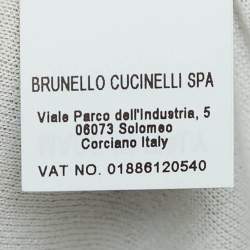 BRUNELLO CUCINELLI SPA
Viale Parco dell'Industria, 5
06073 Solomeo
Corciano Italy
VAT NO. 01886120540